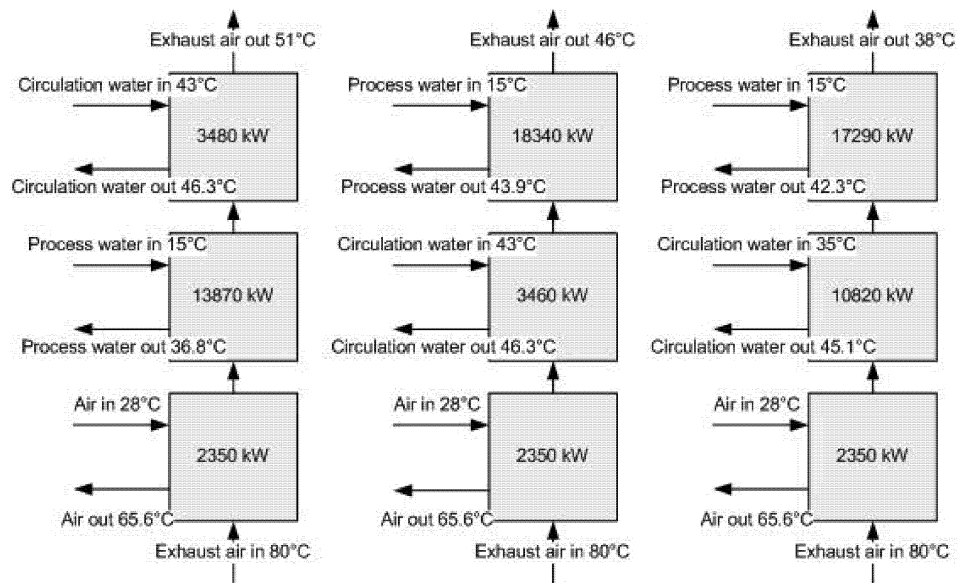 Exhaust air out 51°C
Circulation water in 43°C
3480 kW
Circulation water out 46.3°C
Process water in 15°C
13870 kW
Process water out 36.8°C
Air in 28°C
2350 kW
Air out 65.6°C
Exhaust air in 80°C
Exhaust air out 46°C
Process water in 15°C
18340 kW
Process water out 43.9°C
Circulation water in 43°C
3460 kW
Circulation water out 46.3°C
Air in 28°C
2350 kW
Air out 65.6°C
Exhaust air in 80°C
Exhaust air out 38°C
Process water in 15°C
17290 kW
Process water out 42.3°C
Circulation water in 35°C
10820 kW
Circulation water out 45.1°C
Air in 28°C
2350 kW
Air out 65.6°C
Exhaust air in 80°C